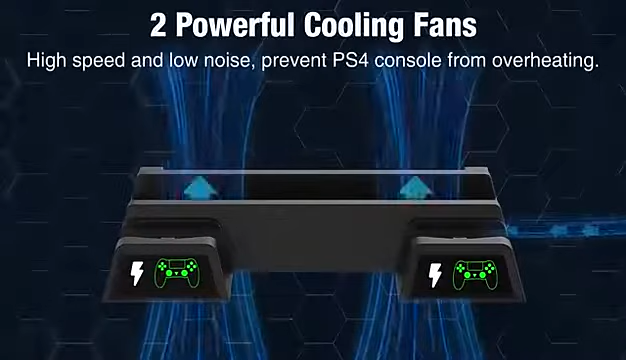 2 Powerful Cooling Fans
High speed and low noise, prevent PS4 console from overheating.